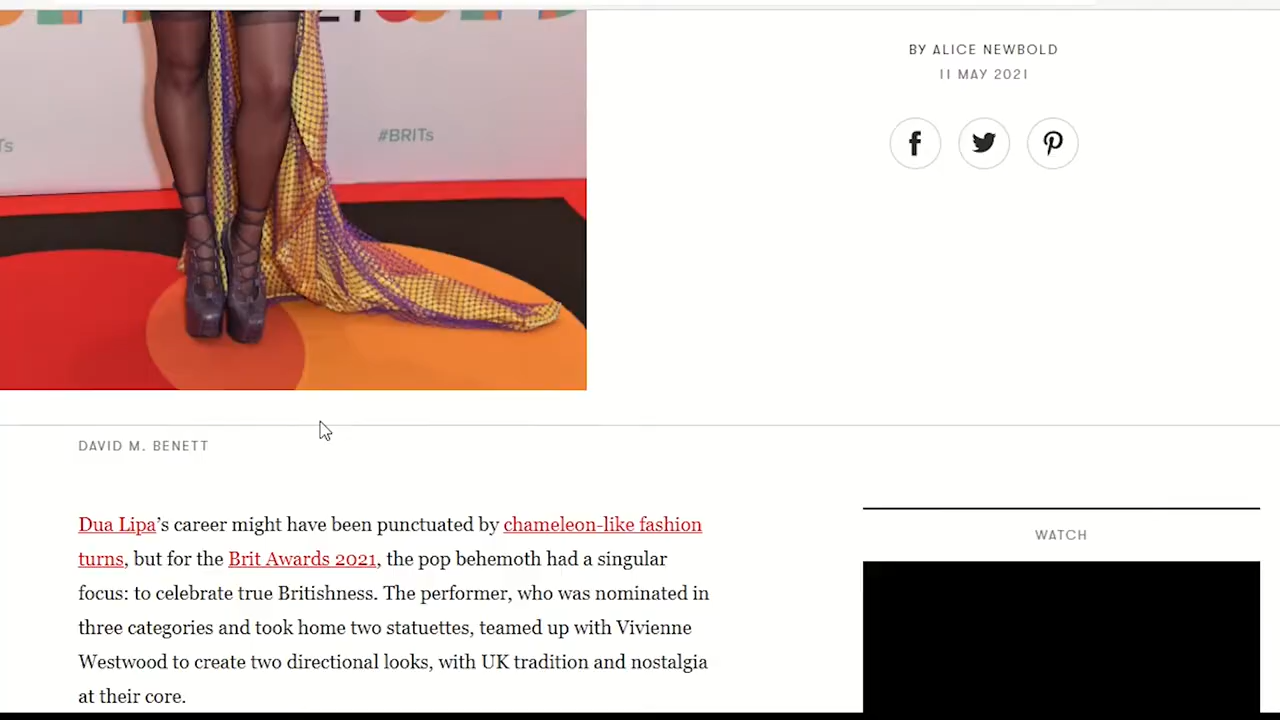 #BRITs
BY ALICE NEWBOLD
11 MAY 2021
DAVID M. BENETT
Dua Lipa’s career might have been punctuated by chameleon-like fashion
turns, but for the Brit Awards 2021, the pop behemoth had a singular
focus: to celebrate true Britishness. The performer, who was nominated in
three categories and took home two statuettes, teamed up with Vivienne
Westwood to create two directional looks, with UK tradition and nostalgia
at their core.
WATCH